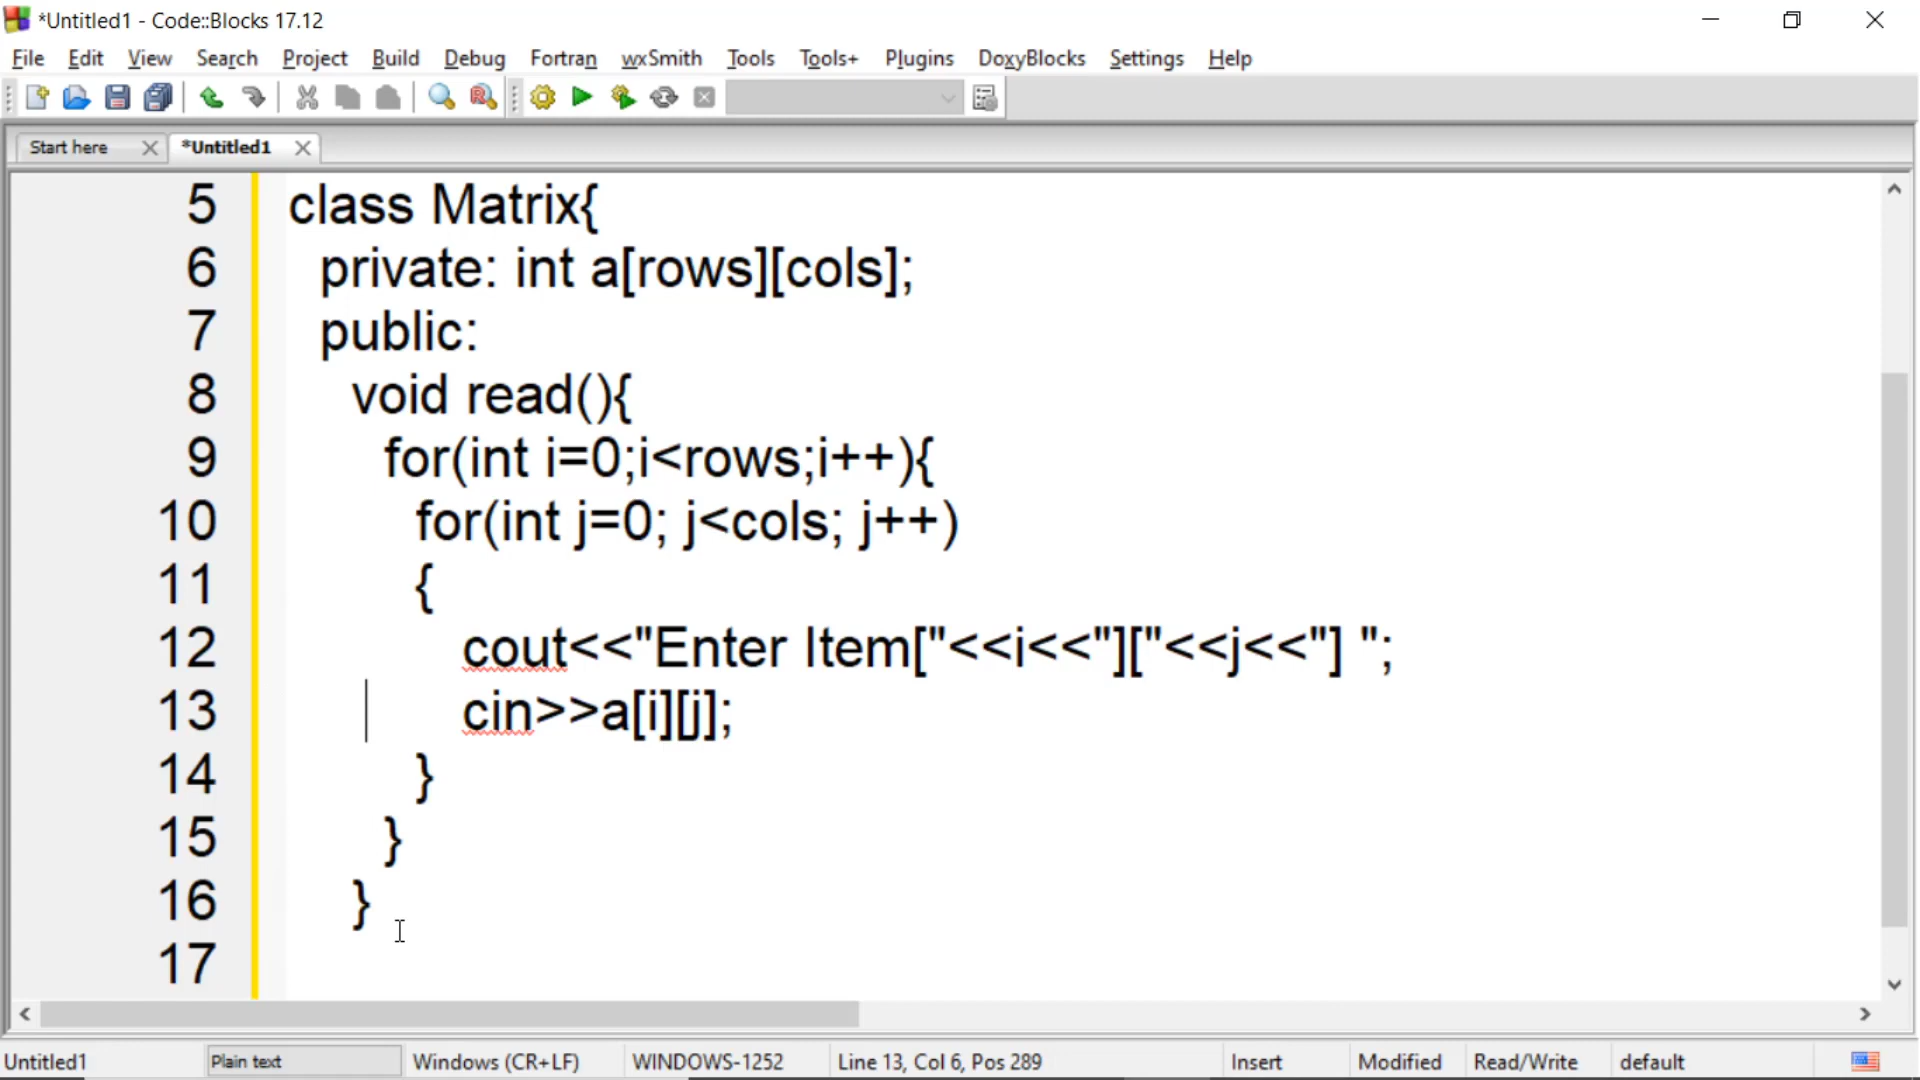 *Untitled1 - Code::Blocks 17.12
File Edit View Search Project Build Debug Fortran wxSmith Tools Tools+ Plugins DoxyBlocks Settings Help
Start here *Untitled1
5 class Matrix{
6 private: int a[rows][cols];
7 public:
8 void read(){
9 for(int i=0;i<rows;i++){
10 for(int j=0; j<cols; j++)
11 {
12 cout<<"Enter Item["<<i<<"]["<<j<<"] ";
13 cin>>a[i][j];
14 }
15 }
16 }
17
Untitled1 Plain text Windows (CR+LF) WINDOWS-1252 Line 13, Col 6, Pos 289 Insert Modified Read/Write default